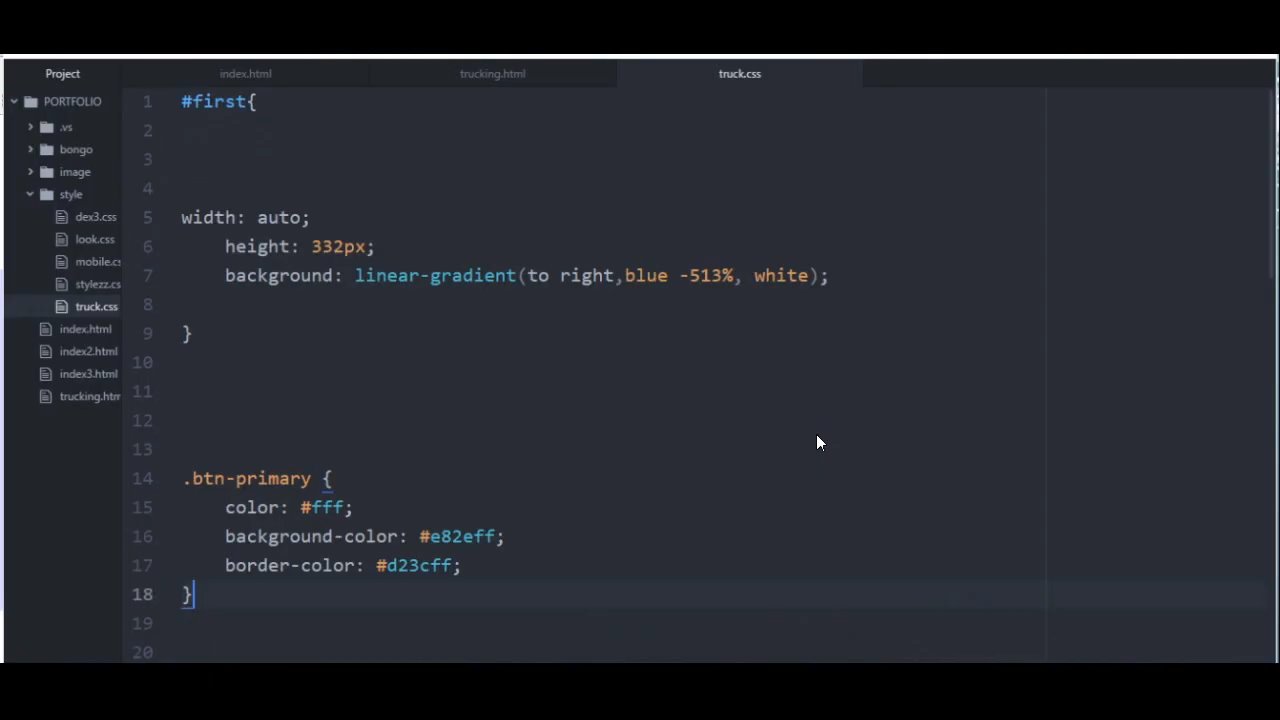 Project
index.html
trucking.html
truck.css
PORTFOLIO
.vs
bongo
image
style
dex3.css
look.css
mobile.cs
stylezz.cs
truck.css
index.html
index2.html
index3.html
trucking.htm
1 #first{
2
3
4
5 width: auto;
6 height: 332px;
7 background: linear-gradient(to right,blue -513%, white);
8
9 }
10
11
12
13
14 .btn-primary {
15 color: #fff;
16 background-color: #e82eff;
17 border-color: #d23cff;
18 }
19
20